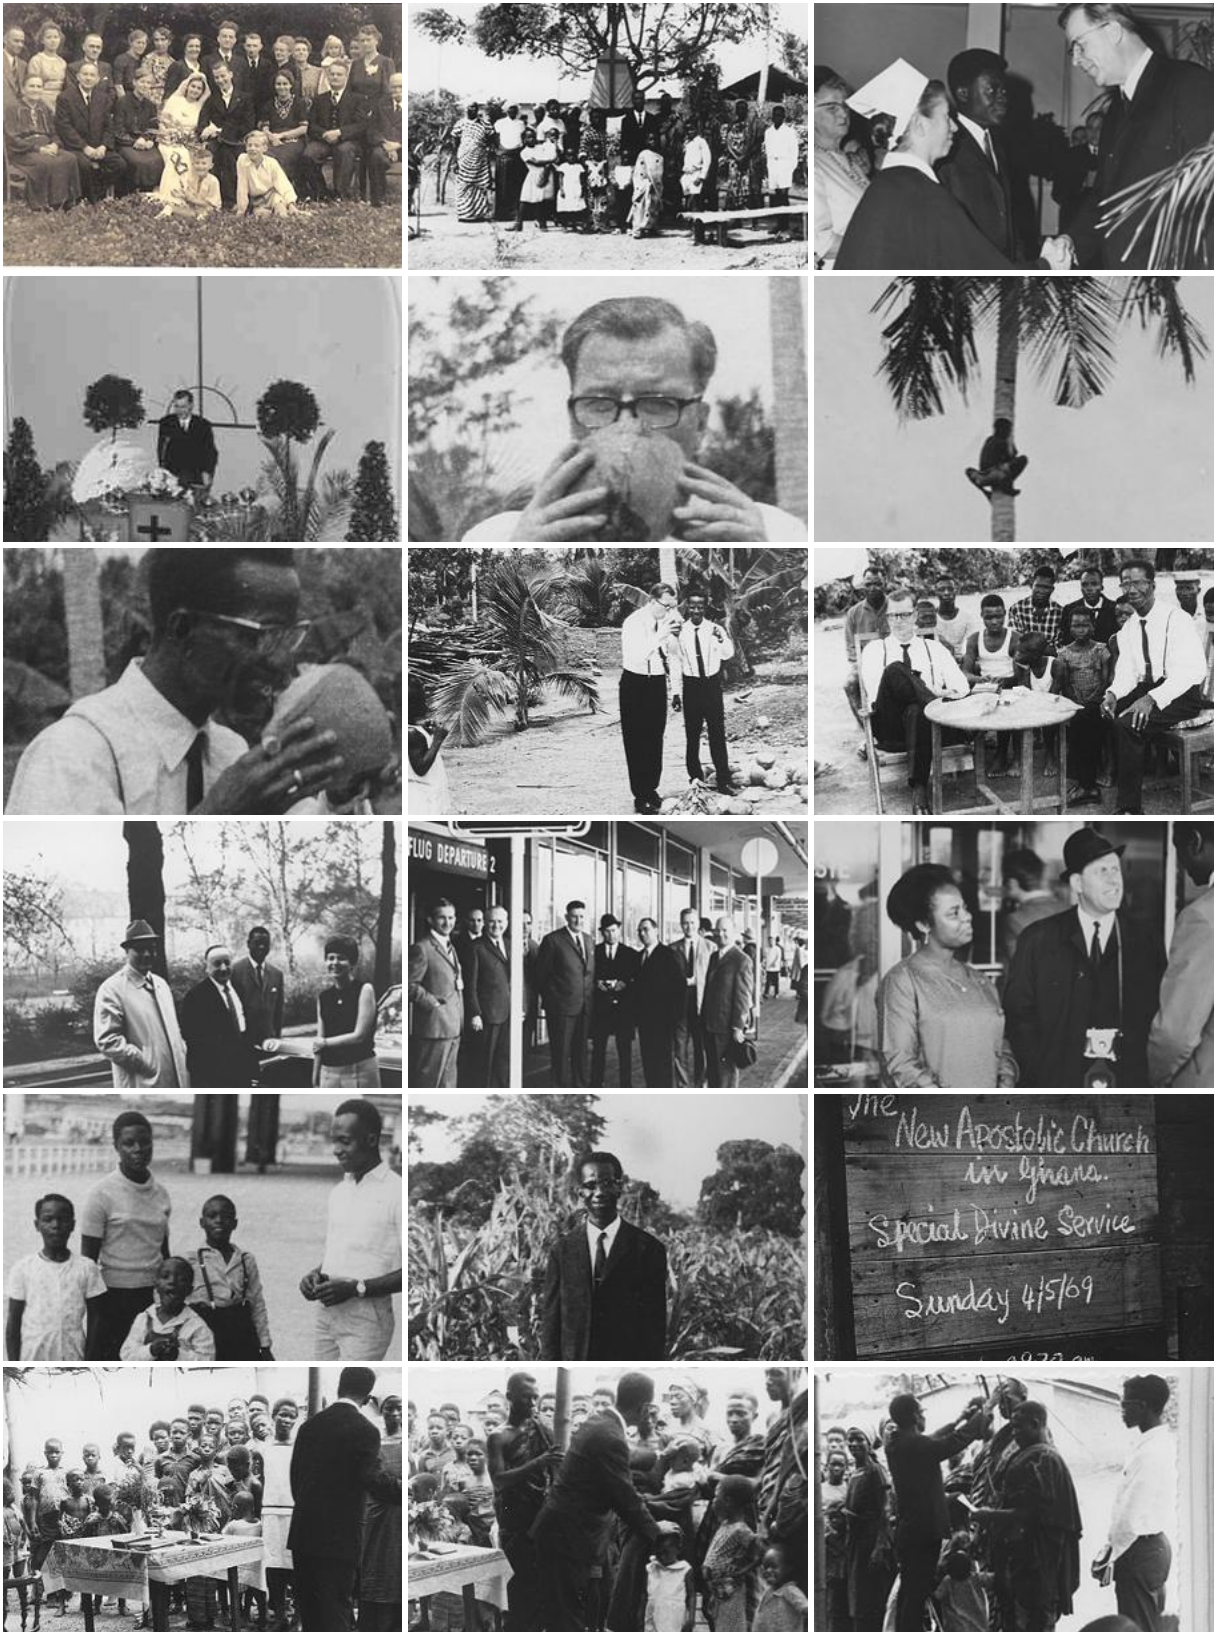 FLUG DEPARTURE 2
The
New Apostolic Church
in Ghana.
Special Divine Service
Sunday 4/5/69